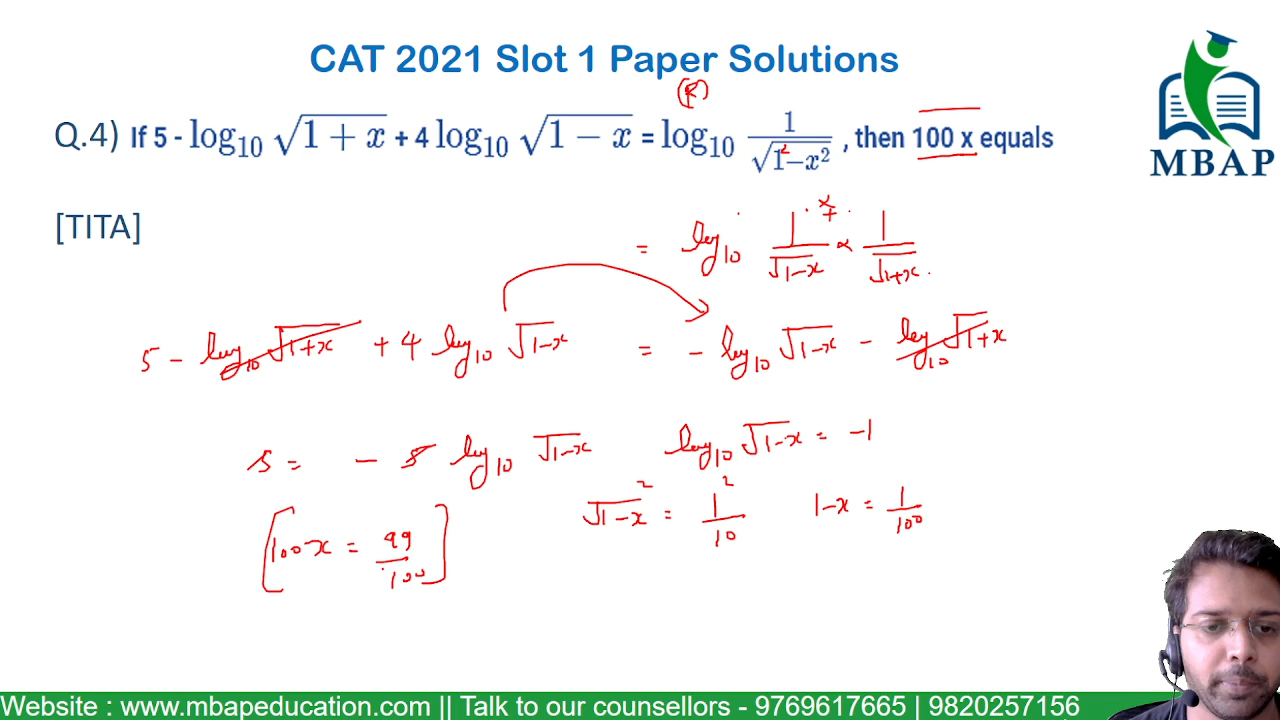 CAT 2021 Slot 1 Paper Solutions
Q.4) If 5 - log₁₀ √(1 + x) + 4 log₁₀ √(1 − x) = log₁₀ 1/√(1−x²) , then 100 x equals
MBAP
[TITA]
= log₁₀ 1/√(1−x) × 1/√(1+x)
5 − log₁₀ √(1+x) + 4 log₁₀ √(1−x) = − log₁₀ √(1−x) − log₁₀ √(1+x)
5 = − 5 log₁₀ √(1−x) log₁₀ √(1−x) = −1
√(1−x)² = 1²/10 1−x = 1/100
[100x = 99/100]
Website : www.mbapeducation.com || Talk to our counsellors - 9769617665 | 9820257156